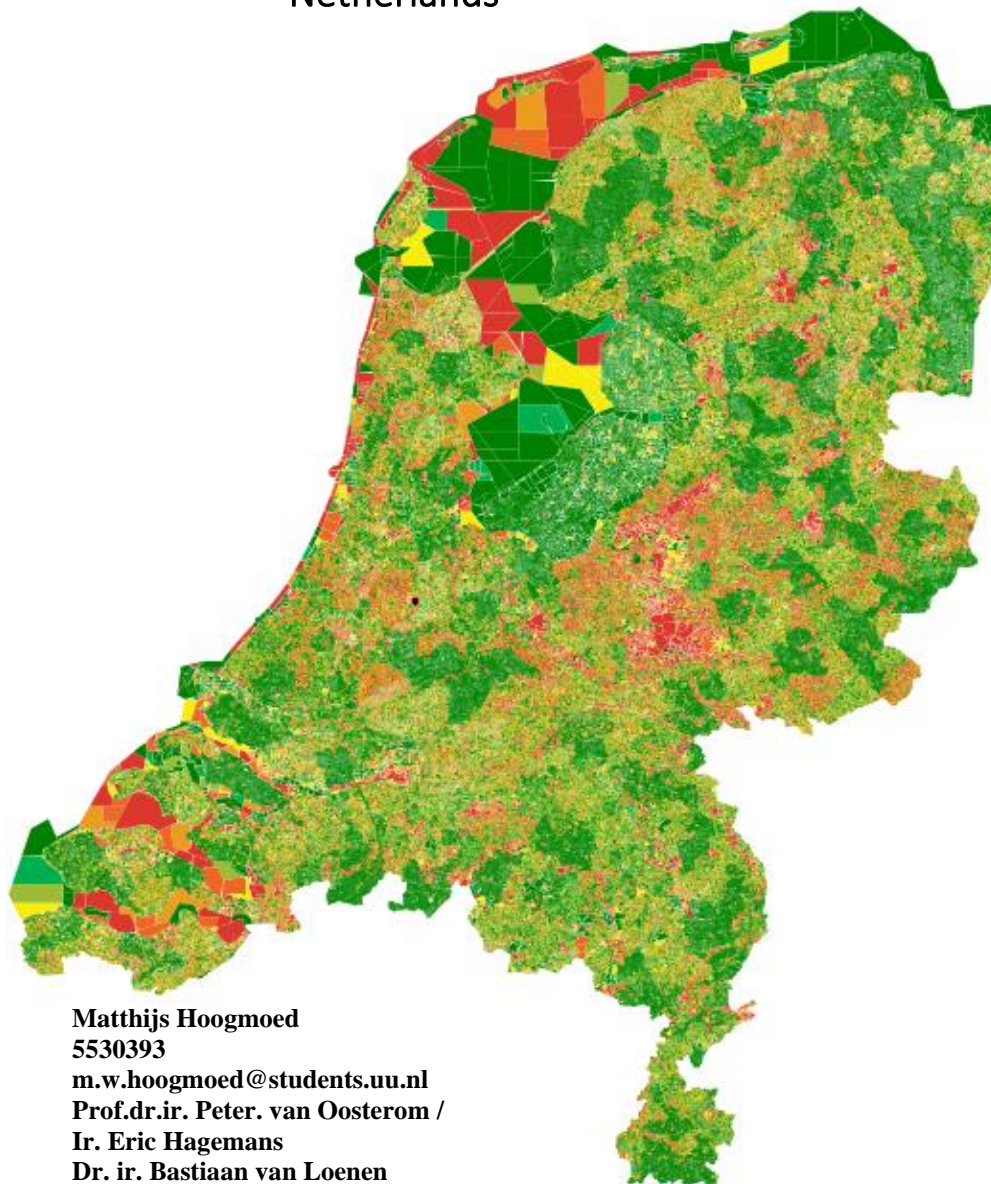 Netherlands
Matthijs Hoogmoed
5530393
m.w.hoogmoed@students.uu.nl
Prof.dr.ir. Peter. van Oosterom /
Ir. Eric Hagemans
Dr. ir. Bastiaan van Loenen